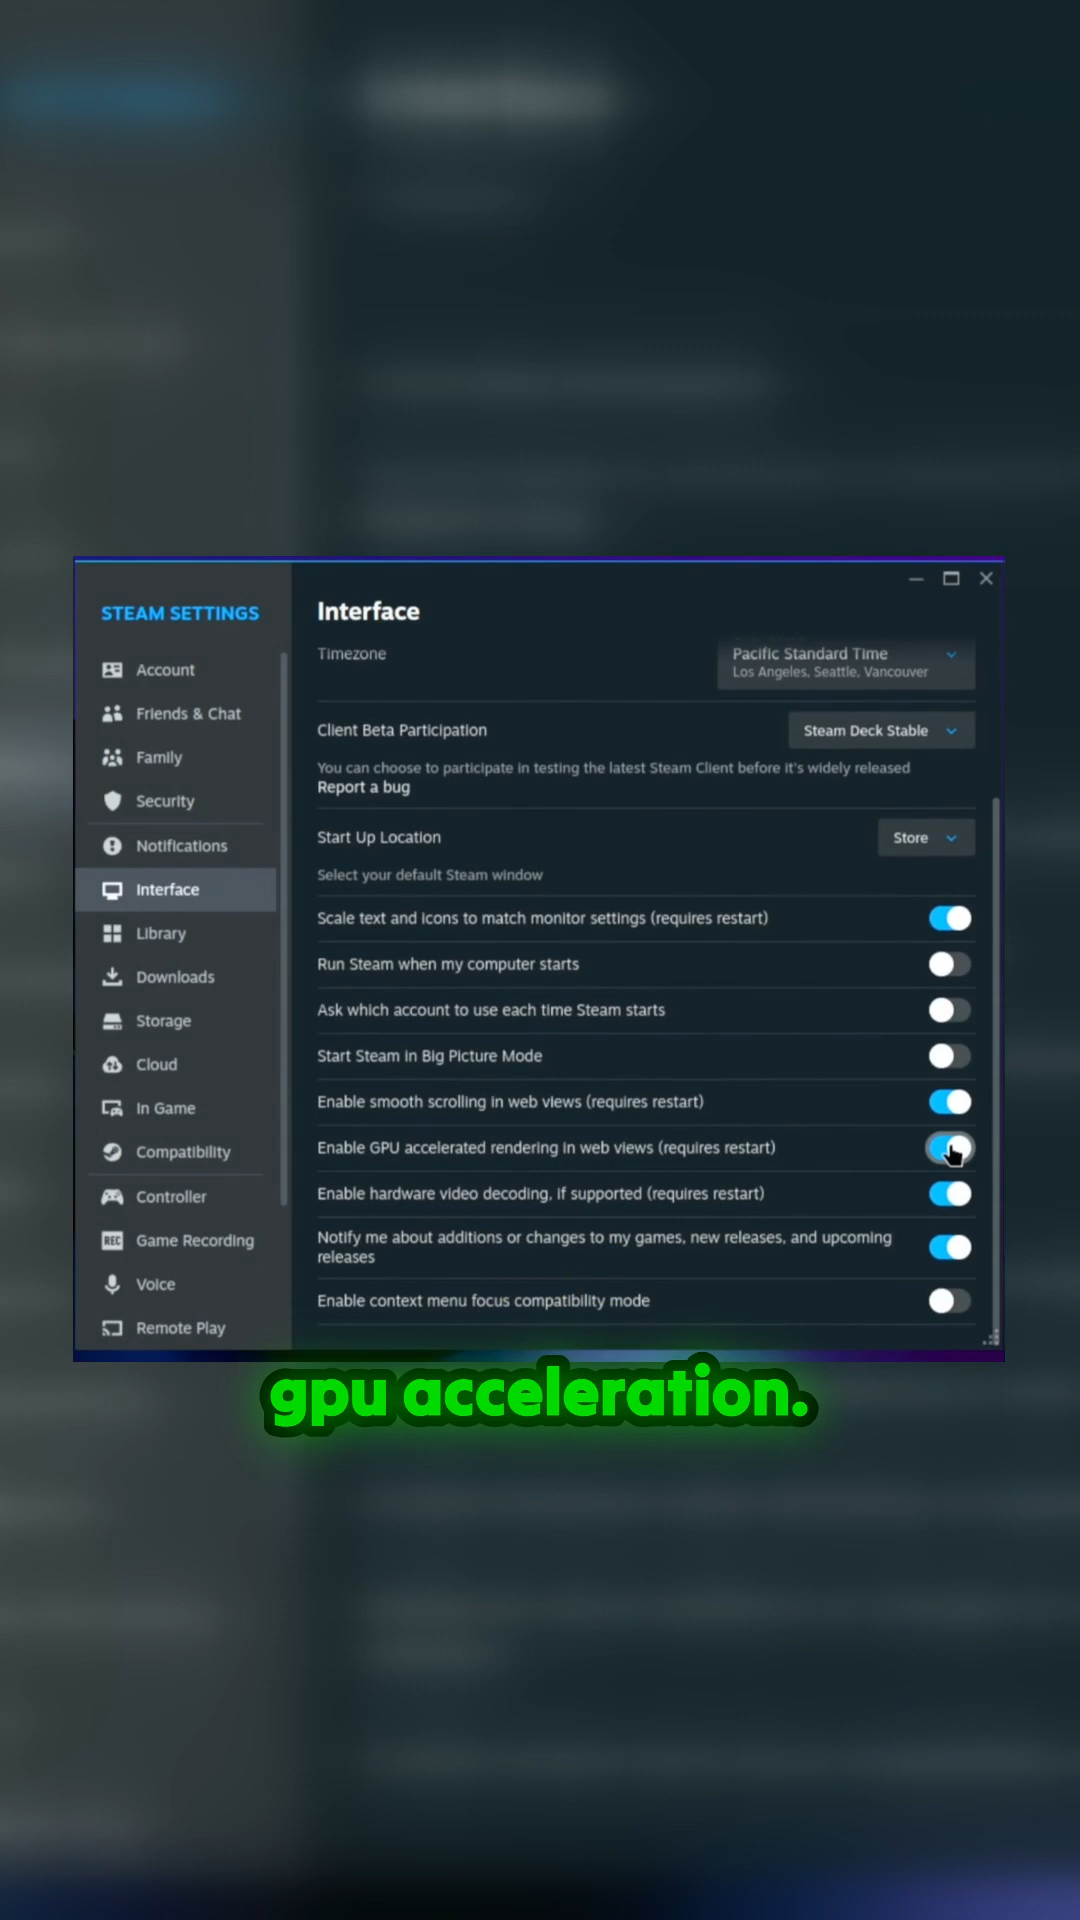 STEAM SETTINGS
Account
Friends & Chat
Family
Security
Notifications
Interface
Library
Downloads
Storage
Cloud
In Game
Compatibility
Controller
REC Game Recording
Voice
Remote Play
Interface
Timezone
Pacific Standard Time
Los Angeles, Seattle, Vancouver
Client Beta Participation
Steam Deck Stable
You can choose to participate in testing the latest Steam Client before it's widely released
Report a bug
Start Up Location
Store
Select your default Steam window
Scale text and icons to match monitor settings (requires restart)
Run Steam when my computer starts
Ask which account to use each time Steam starts
Start Steam in Big Picture Mode
Enable smooth scrolling in web views (requires restart)
Enable GPU accelerated rendering in web views (requires restart)
Enable hardware video decoding, if supported (requires restart)
Notify me about additions or changes to my games, new releases, and upcoming
releases
Enable context menu focus compatibility mode
gpu acceleration.